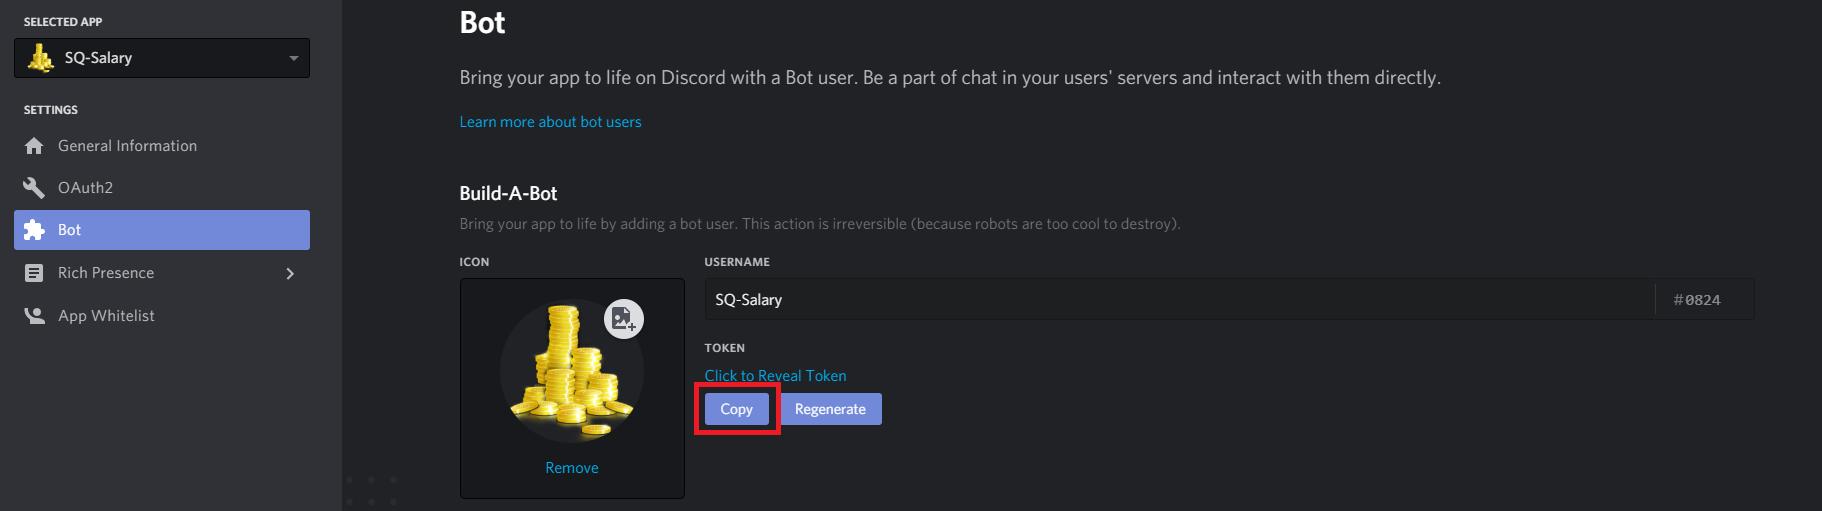 SELECTED APP
SQ-Salary
SETTINGS
General Information
OAuth2
Bot
Rich Presence
App Whitelist
Bot
Bring your app to life on Discord with a Bot user. Be a part of chat in your users' servers and interact with them directly.
Learn more about bot users
Build-A-Bot
Bring your app to life by adding a bot user. This action is irreversible (because robots are too cool to destroy).
ICON
Remove
USERNAME
SQ-Salary #0824
TOKEN
Click to Reveal Token
Copy Regenerate